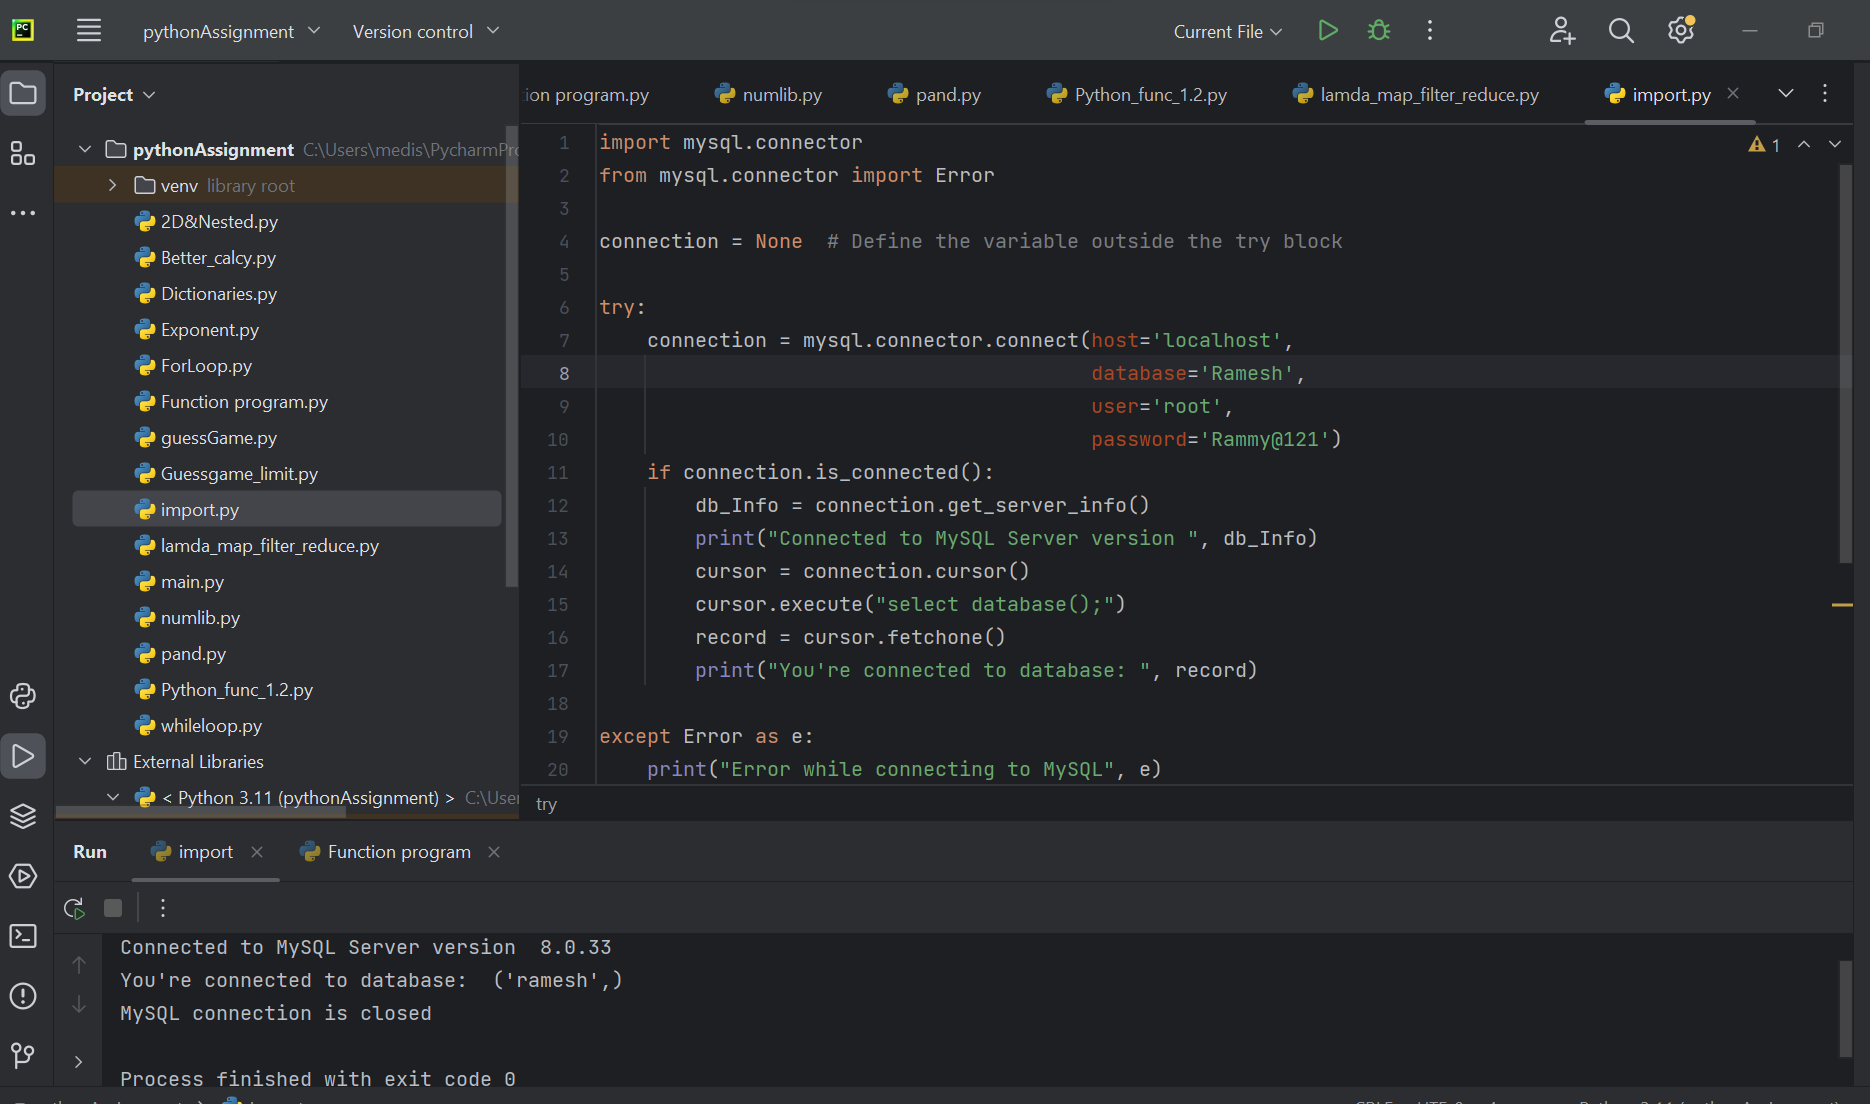 PC pythonAssignment Version control Current File
Project
pythonAssignment C:\Users\medis\PycharmPro
venv library root
2D&Nested.py
Better_calcy.py
Dictionaries.py
Exponent.py
ForLoop.py
Function program.py
guessGame.py
Guessgame_limit.py
import.py
lamda_map_filter_reduce.py
main.py
numlib.py
pand.py
Python_func_1.2.py
whileloop.py
External Libraries
< Python 3.11 (pythonAssignment) > C:\User
ion program.py numlib.py pand.py Python_func_1.2.py lamda_map_filter_reduce.py import.py
1
1 import mysql.connector
2 from mysql.connector import Error
3
4 connection = None # Define the variable outside the try block
5
6 try:
7 connection = mysql.connector.connect(host='localhost',
8 database='Ramesh',
9 user='root',
10 password='Rammy@121')
11 if connection.is_connected():
12 db_Info = connection.get_server_info()
13 print("Connected to MySQL Server version ", db_Info)
14 cursor = connection.cursor()
15 cursor.execute("select database();")
16 record = cursor.fetchone()
17 print("You're connected to database: ", record)
18
19 except Error as e:
20 print("Error while connecting to MySQL", e)
try
Run import Function program
Connected to MySQL Server version  8.0.33
You're connected to database:  ('ramesh',)
MySQL connection is closed
Process finished with exit code 0